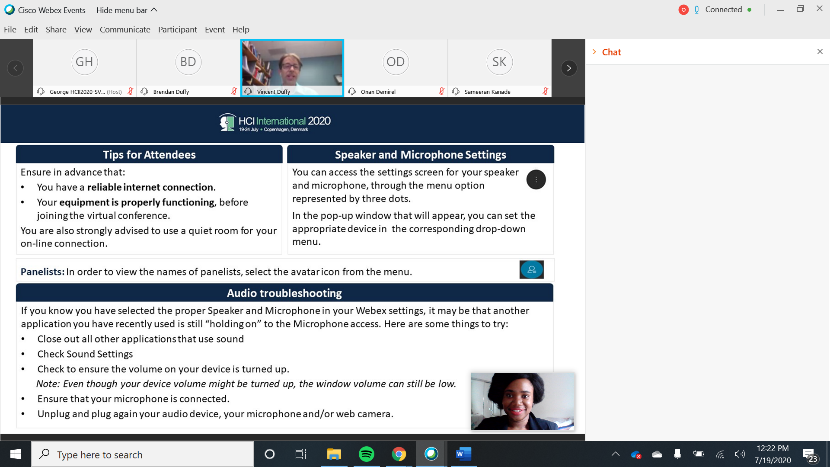 Cisco Webex Events Hide menu bar Connected
File Edit Share View Communicate Participant Event Help
GH BD OD SK
George HCII2020 SV... (Host) Brendan Duffy Vincent Duffy Onan Demirel Sameeran Kanade
Chat
HCI International 2020
19-24 July • Copenhagen, Denmark
Tips for Attendees
Ensure in advance that:
• You have a reliable internet connection.
• Your equipment is properly functioning, before
joining the virtual conference.
You are also strongly advised to use a quiet room for your
on-line connection.
Speaker and Microphone Settings
You can access the settings screen for your speaker
and microphone, through the menu option
represented by three dots.
In the pop-up window that will appear, you can set the
appropriate device in the corresponding drop-down
menu.
Panelists: In order to view the names of panelists, select the avatar icon from the menu.
Audio troubleshooting
If you know you have selected the proper Speaker and Microphone in your Webex settings, it may be that another
application you have recently used is still "holding on" to the Microphone access. Here are some things to try:
• Close out all other applications that use sound
• Check Sound Settings
• Check to ensure the volume on your device is turned up.
Note: Even though your device volume might be turned up, the window volume can still be low.
• Ensure that your microphone is connected.
• Unplug and plug again your audio device, your microphone and/or web camera.
Type here to search
12:22 PM
7/19/2020
23